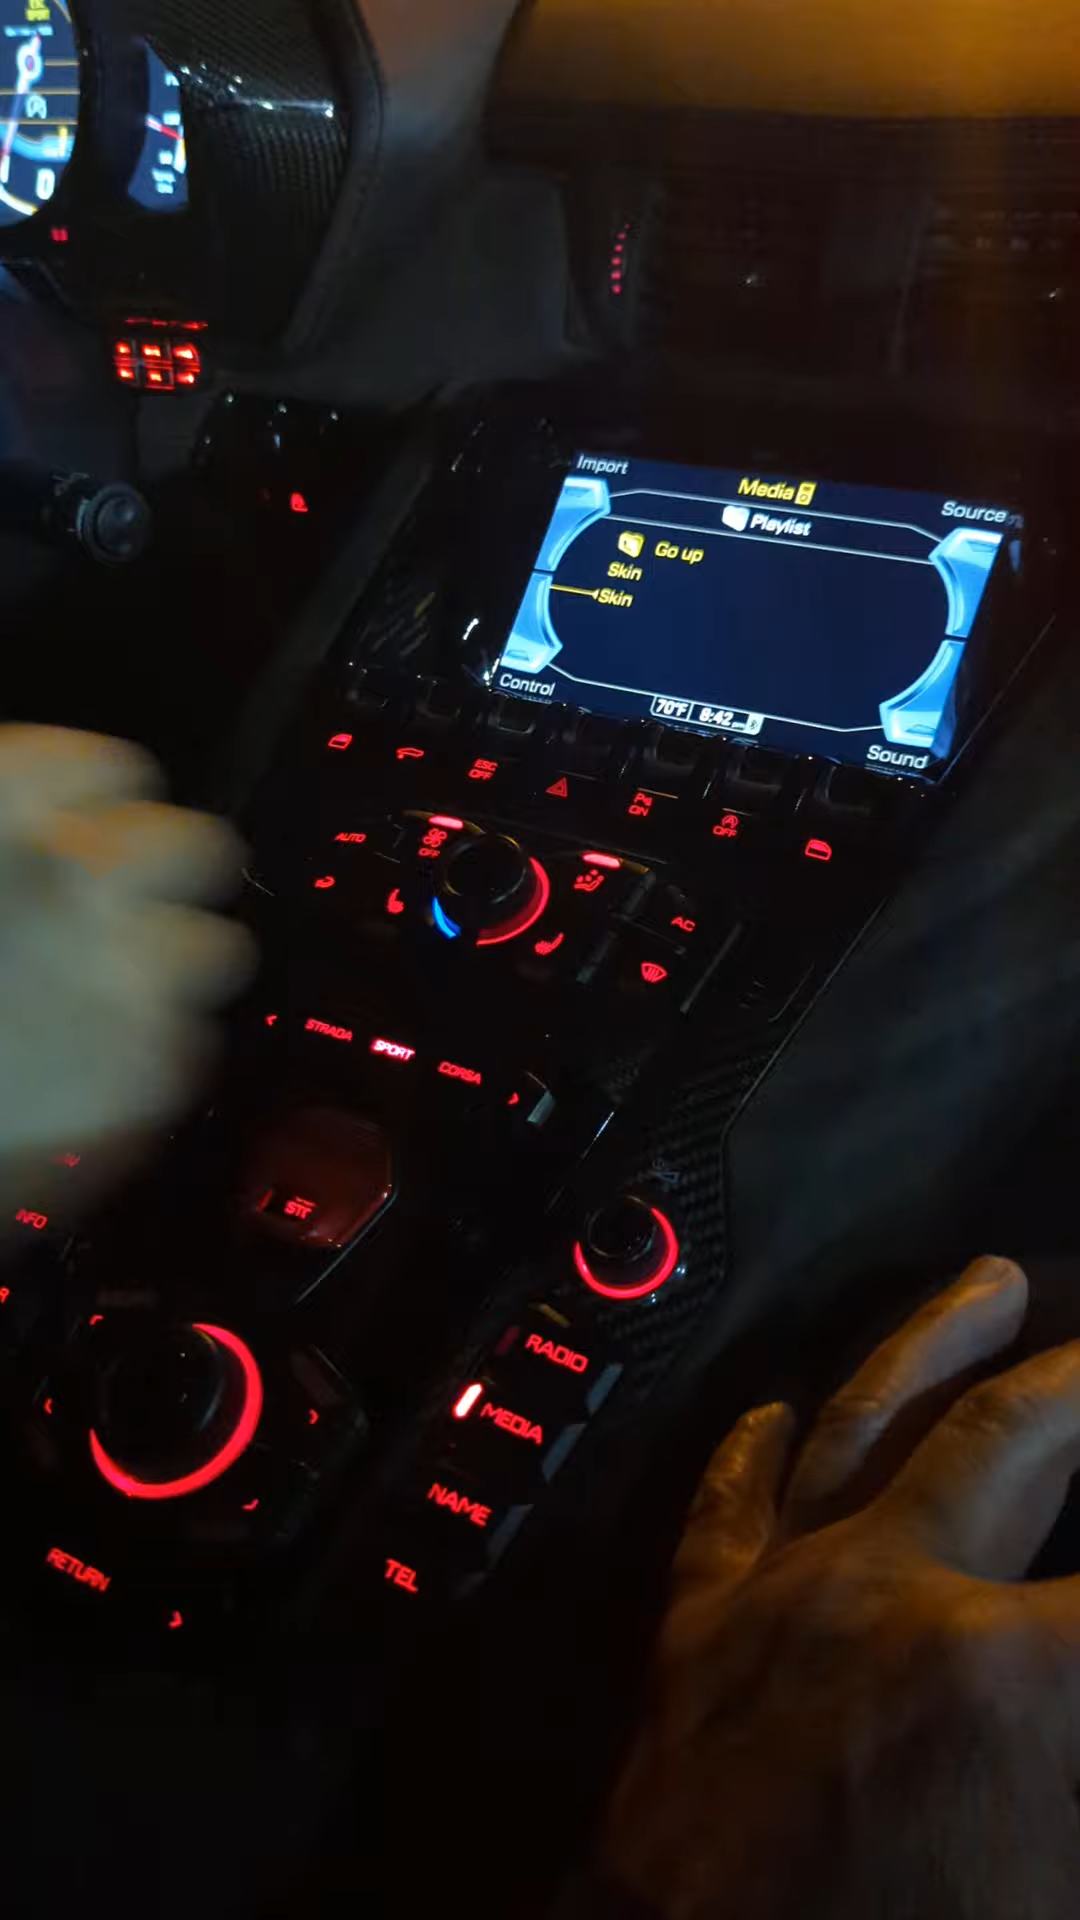 Import
Media
Source
Playlist
Go up
Skin
Skin
Control
70°F 8:42 pm
Sound
ESC
OFF
P
ON
A
OFF
AUTO
OFF
AC
STRADA
SPORT
CORSA
INFO
RADIO
MEDIA
NAME
RETURN
TEL